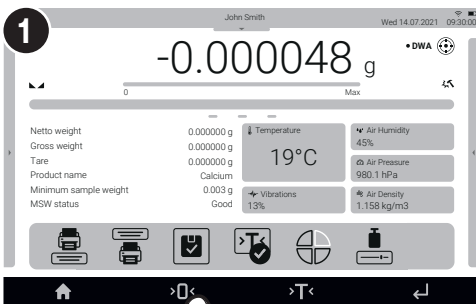 1
John Smith
Wed 14.07.2021 09:30:00
-0.000048 g
DWA
0 Max
Netto weight 0.000000 g
Gross weight 0.000000 g
Tare 0.000000 g
Product name Calcium
Minimum sample weight 0.003 g
MSW status Good
Temperature
19°C
Vibrations
13%
Air Humidity
45%
Air Preasure
980.1 hPa
Air Density
1.158 kg/m3
>T<
>0< >T<